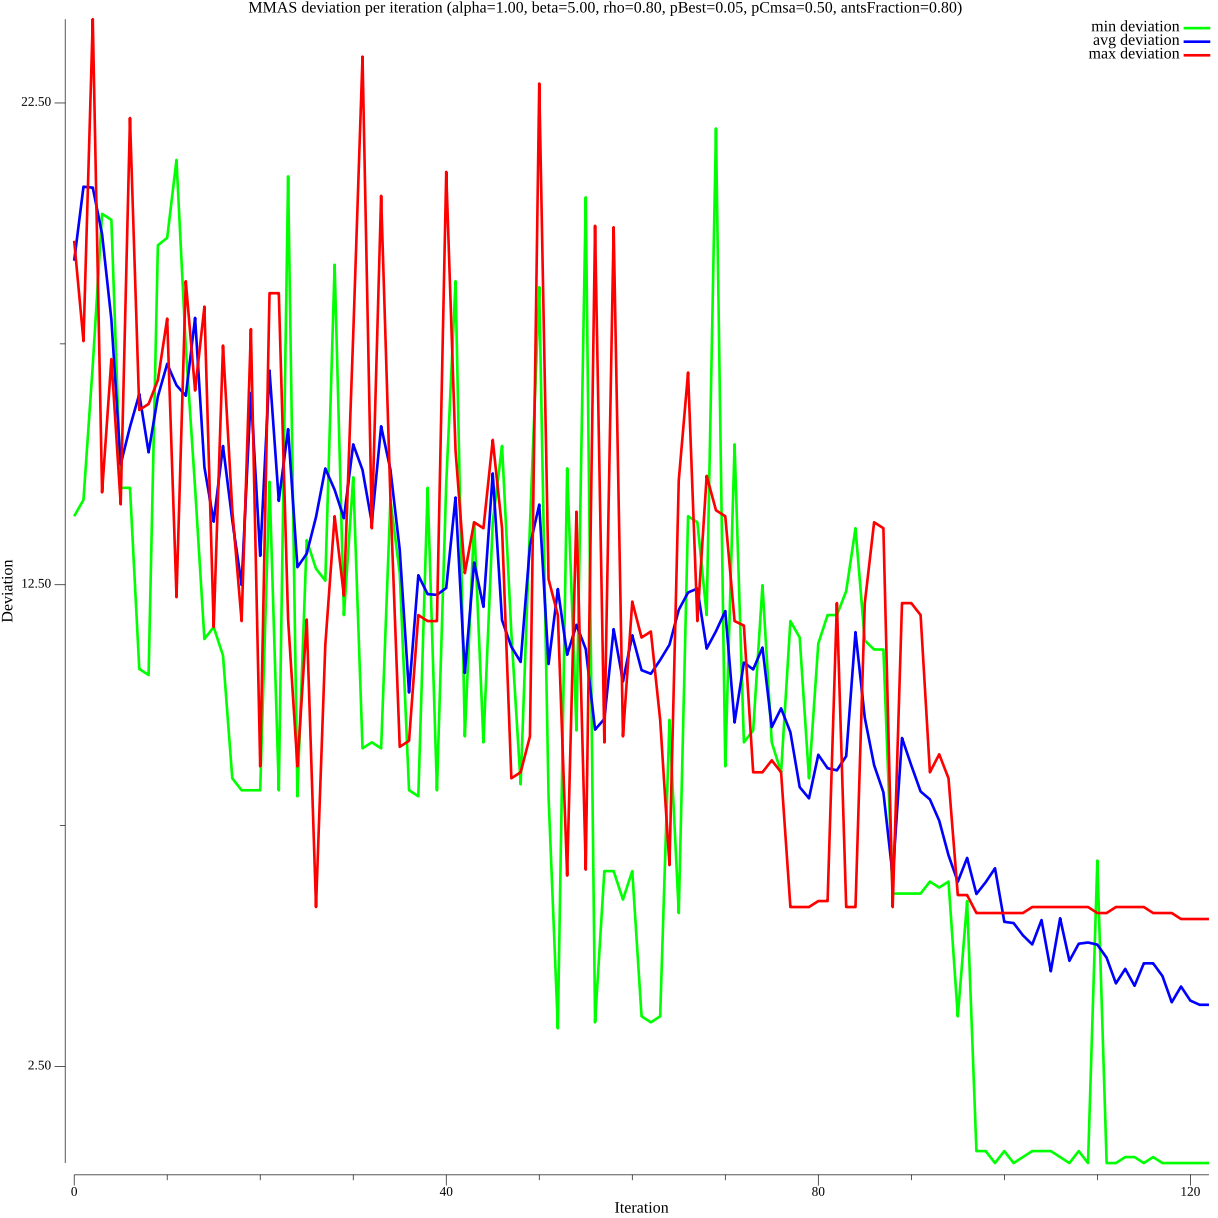 MMAS deviation per iteration (alpha=1.00, beta=5.00, rho=0.80, pBest=0.05, pCmsa=0.50, antsFraction=0.80)
min deviation
avg deviation
max deviation
22.50
12.50
2.50
Deviation
0
40
80
120
Iteration